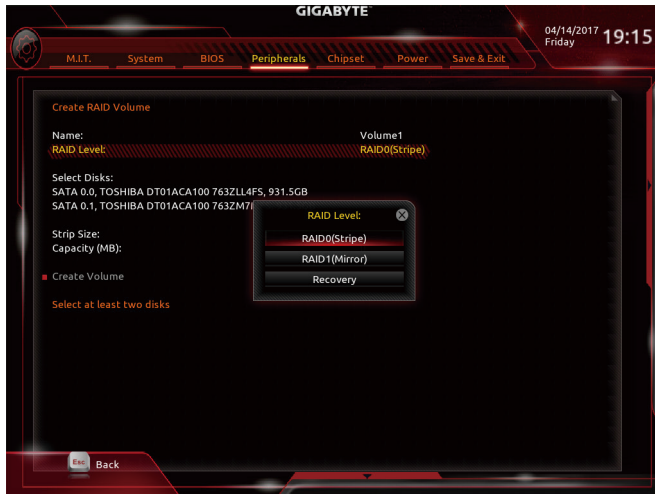 GIGABYTE
04/14/2017 19:15
Friday
M.I.T. System BIOS Peripherals Chipset Power Save & Exit
Create RAID Volume
Name: Volume1
RAID Level: RAID0(Stripe)
Select Disks:
SATA 0.0, TOSHIBA DT01ACA100 763ZLL4FS, 931.5GB
SATA 0.1, TOSHIBA DT01ACA100
RAID Level:
RAID0(Stripe)
RAID1(Mirror)
Recovery
Strip Size:
Capacity (MB):
Create Volume
Select at least two disks
Esc Back